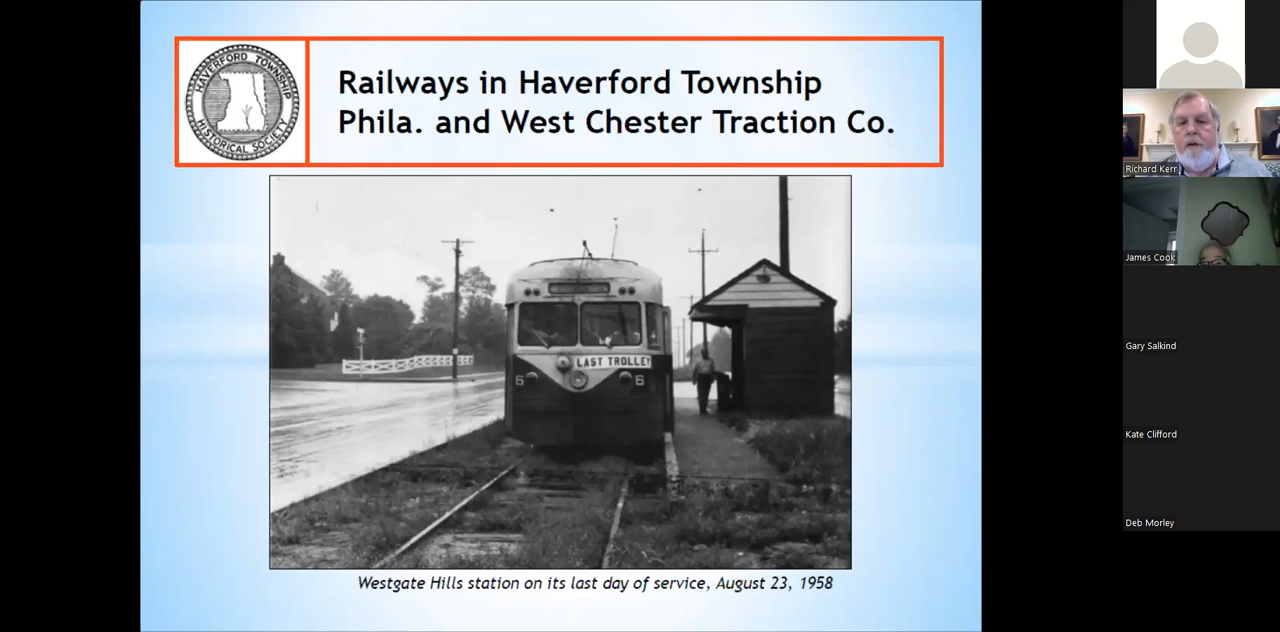 HAVERFORD TOWNSHIP
HISTORICAL SOCIETY
Railways in Haverford Township
Phila. and West Chester Traction Co.
LAST TROLLEY
6 6
Westgate Hills station on its last day of service, August 23, 1958
Richard Kerr
James Cook
Gary Salkind
Kate Clifford
Deb Morley